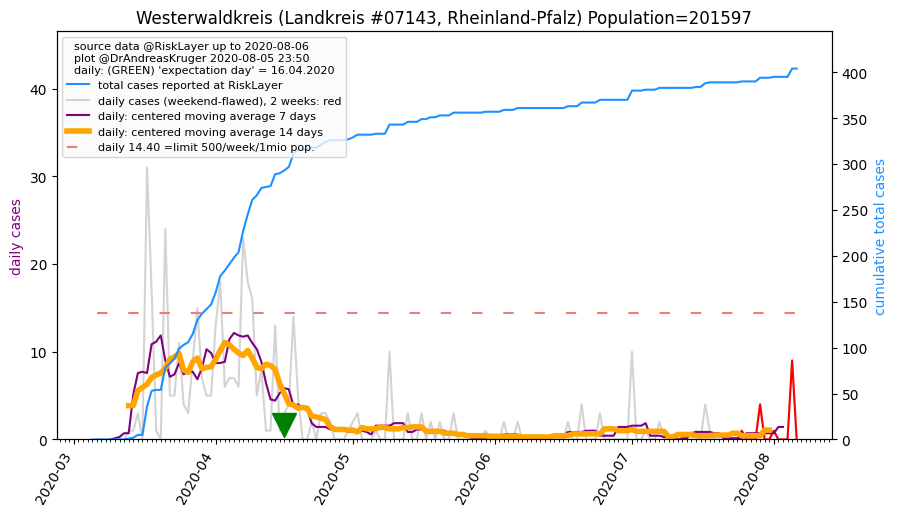 Westerwaldkreis (Landkreis #07143, Rheinland-Pfalz) Population=201597
source data @RiskLayer up to 2020-08-06
plot @DrAndreasKruger 2020-08-05 23:50
daily: (GREEN) 'expectation day' = 16.04.2020
total cases reported at RiskLayer
daily cases (weekend-flawed), 2 weeks: red
daily: centered moving average 7 days
daily: centered moving average 14 days
daily 14.40 =limit 500/week/1mio pop.
daily cases
40
30
20
10
0
cumulative total cases
400
350
300
250
200
150
100
50
0
2020-03
2020-04
2020-05
2020-06
2020-07
2020-08